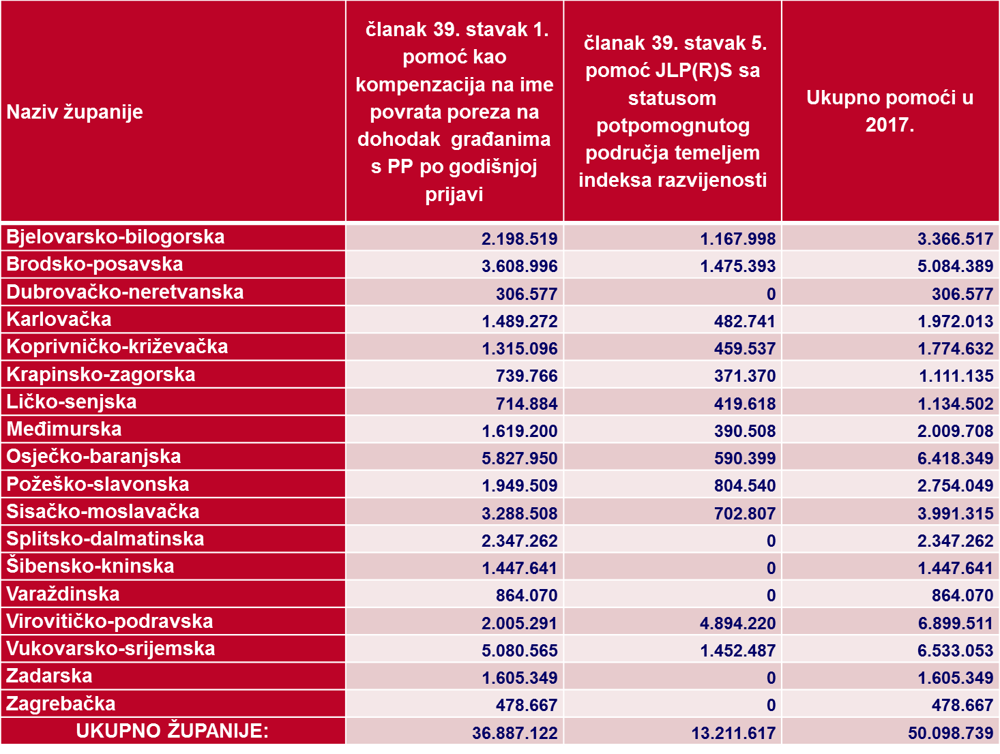 Naziv županije
članak 39. stavak 1.
pomoć kao
kompenzacija na ime
povrata poreza na
dohodak građanima
s PP po godišnjoj
prijavi
članak 39. stavak 5.
pomoć JLP(R)S sa
statusom
potpomognutog
područja temeljem
indeksa razvijenosti
Ukupno pomoći u
2017.
Bjelovarsko-bilogorska 2.198.519 1.167.998 3.366.517
Brodsko-posavska 3.608.996 1.475.393 5.084.389
Dubrovačko-neretvanska 306.577 0 306.577
Karlovačka 1.489.272 482.741 1.972.013
Koprivničko-križevačka 1.315.096 459.537 1.774.632
Krapinsko-zagorska 739.766 371.370 1.111.135
Ličko-senjska 714.884 419.618 1.134.502
Međimurska 1.619.200 390.508 2.009.708
Osječko-baranjska 5.827.950 590.399 6.418.349
Požeško-slavonska 1.949.509 804.540 2.754.049
Sisačko-moslavačka 3.288.508 702.807 3.991.315
Splitsko-dalmatinska 2.347.262 0 2.347.262
Šibensko-kninska 1.447.641 0 1.447.641
Varaždinska 864.070 0 864.070
Virovitičko-podravska 2.005.291 4.894.220 6.899.511
Vukovarsko-srijemska 5.080.565 1.452.487 6.533.053
Zadarska 1.605.349 0 1.605.349
Zagrebačka 478.667 0 478.667
UKUPNO ŽUPANIJE: 36.887.122 13.211.617 50.098.739